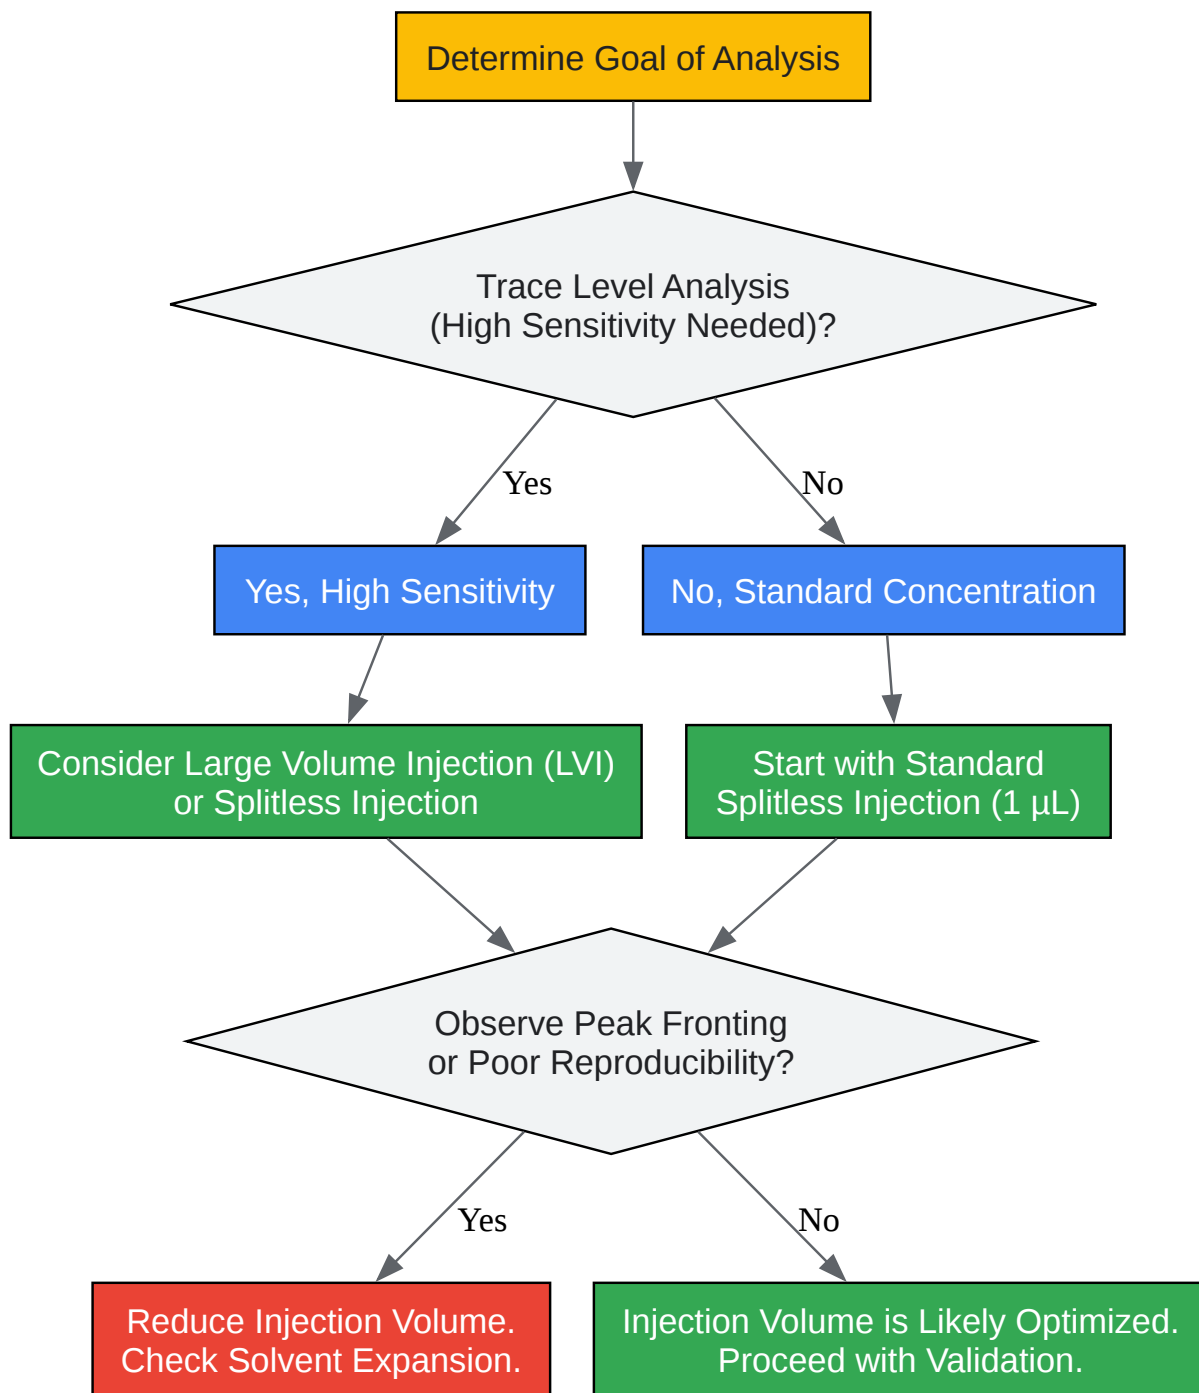 Determine Goal of Analysis
Trace Level Analysis
(High Sensitivity Needed)?
Yes
No
Yes, High Sensitivity
No, Standard Concentration
Consider Large Volume Injection (LVI)
or Splitless Injection
Start with Standard
Splitless Injection (1 µL)
Observe Peak Fronting
or Poor Reproducibility?
Yes
No
Reduce Injection Volume.
Check Solvent Expansion.
Injection Volume is Likely Optimized.
Proceed with Validation.